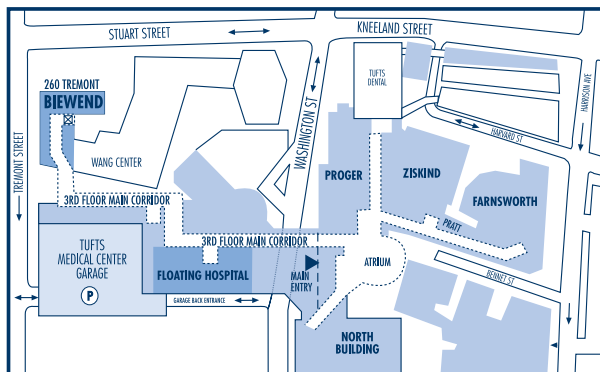 STUART STREET
KNEELAND STREET
260 TREMONT
BIEWEND
TUFTS
DENTAL
HARRISON AVE
WASHINGTON ST
HARVARD ST
TREMONT STREET
WANG CENTER
PROGER
ZISKIND
FARNSWORTH
3RD FLOOR MAIN CORRIDOR
PRATT
3RD FLOOR MAIN CORRIDOR
TUFTS
MEDICAL CENTER
GARAGE
P
FLOATING HOSPITAL
MAIN
ENTRY
ATRIUM
BENNET ST
GARAGE BACK ENTRANCE
NORTH
BUILDING